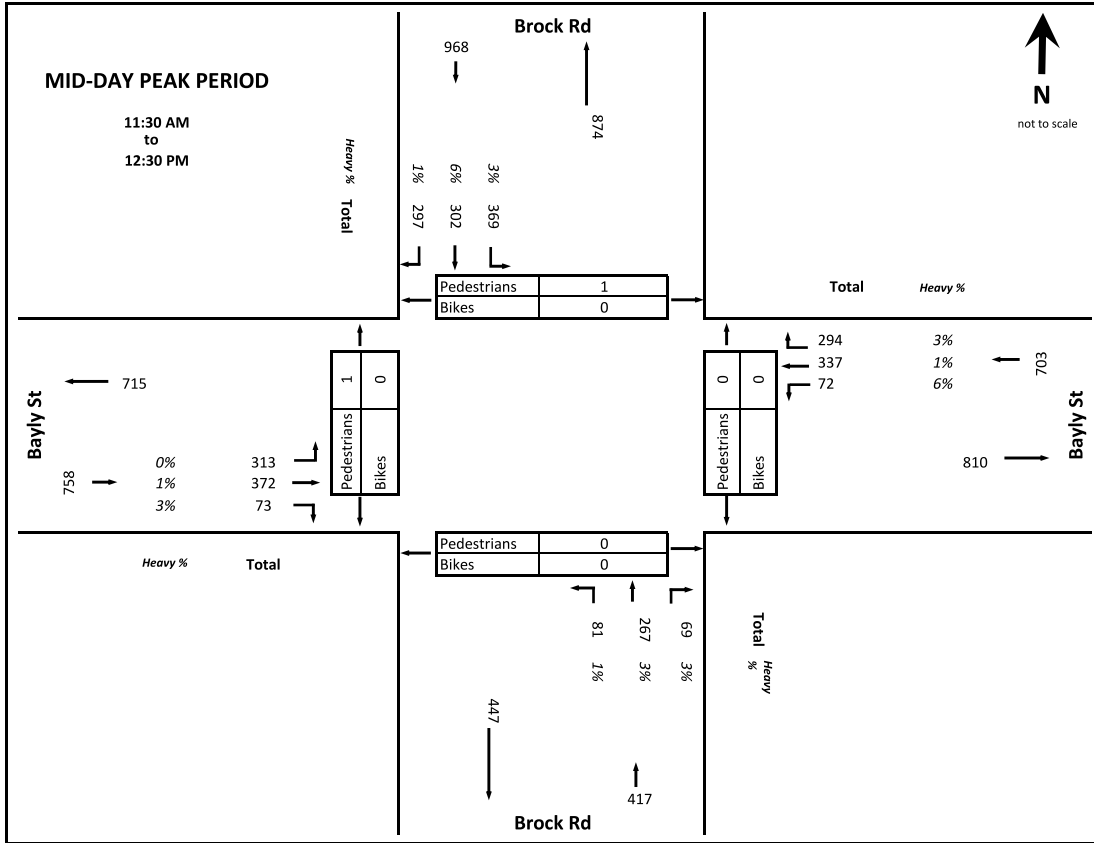 Brock Rd
968
874
MID-DAY PEAK PERIOD
11:30 AM
to
12:30 PM
N
not to scale
Heavy % Total
1% 297
6% 302
3% 369
Pedestrians 1
Bikes 0
Total Heavy %
294 3%
337 1%
72 6%
703
Bayly St
715
Bayly St
758
0% 313
1% 372
3% 73
Pedestrians 1
Bikes 0
Pedestrians 0
Bikes 0
810
Heavy % Total
Pedestrians 0
Bikes 0
81 1%
267 3%
69 3%
Total Heavy
%
447
417
Brock Rd